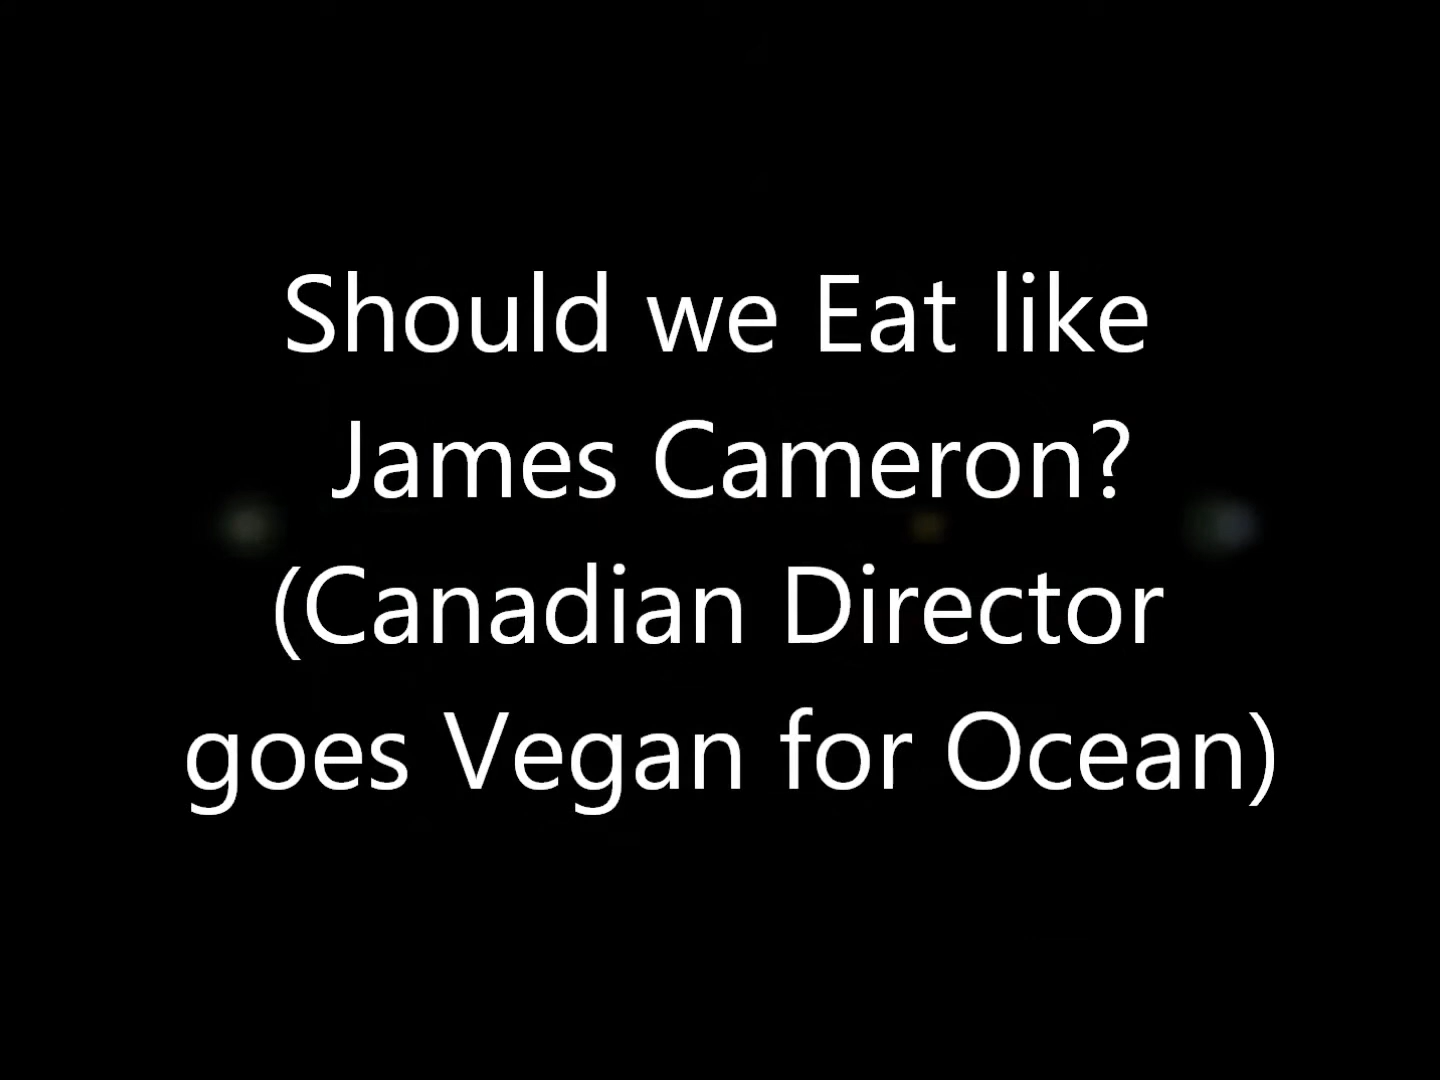 Should we Eat like
James Cameron?
(Canadian Director
goes Vegan for Ocean)